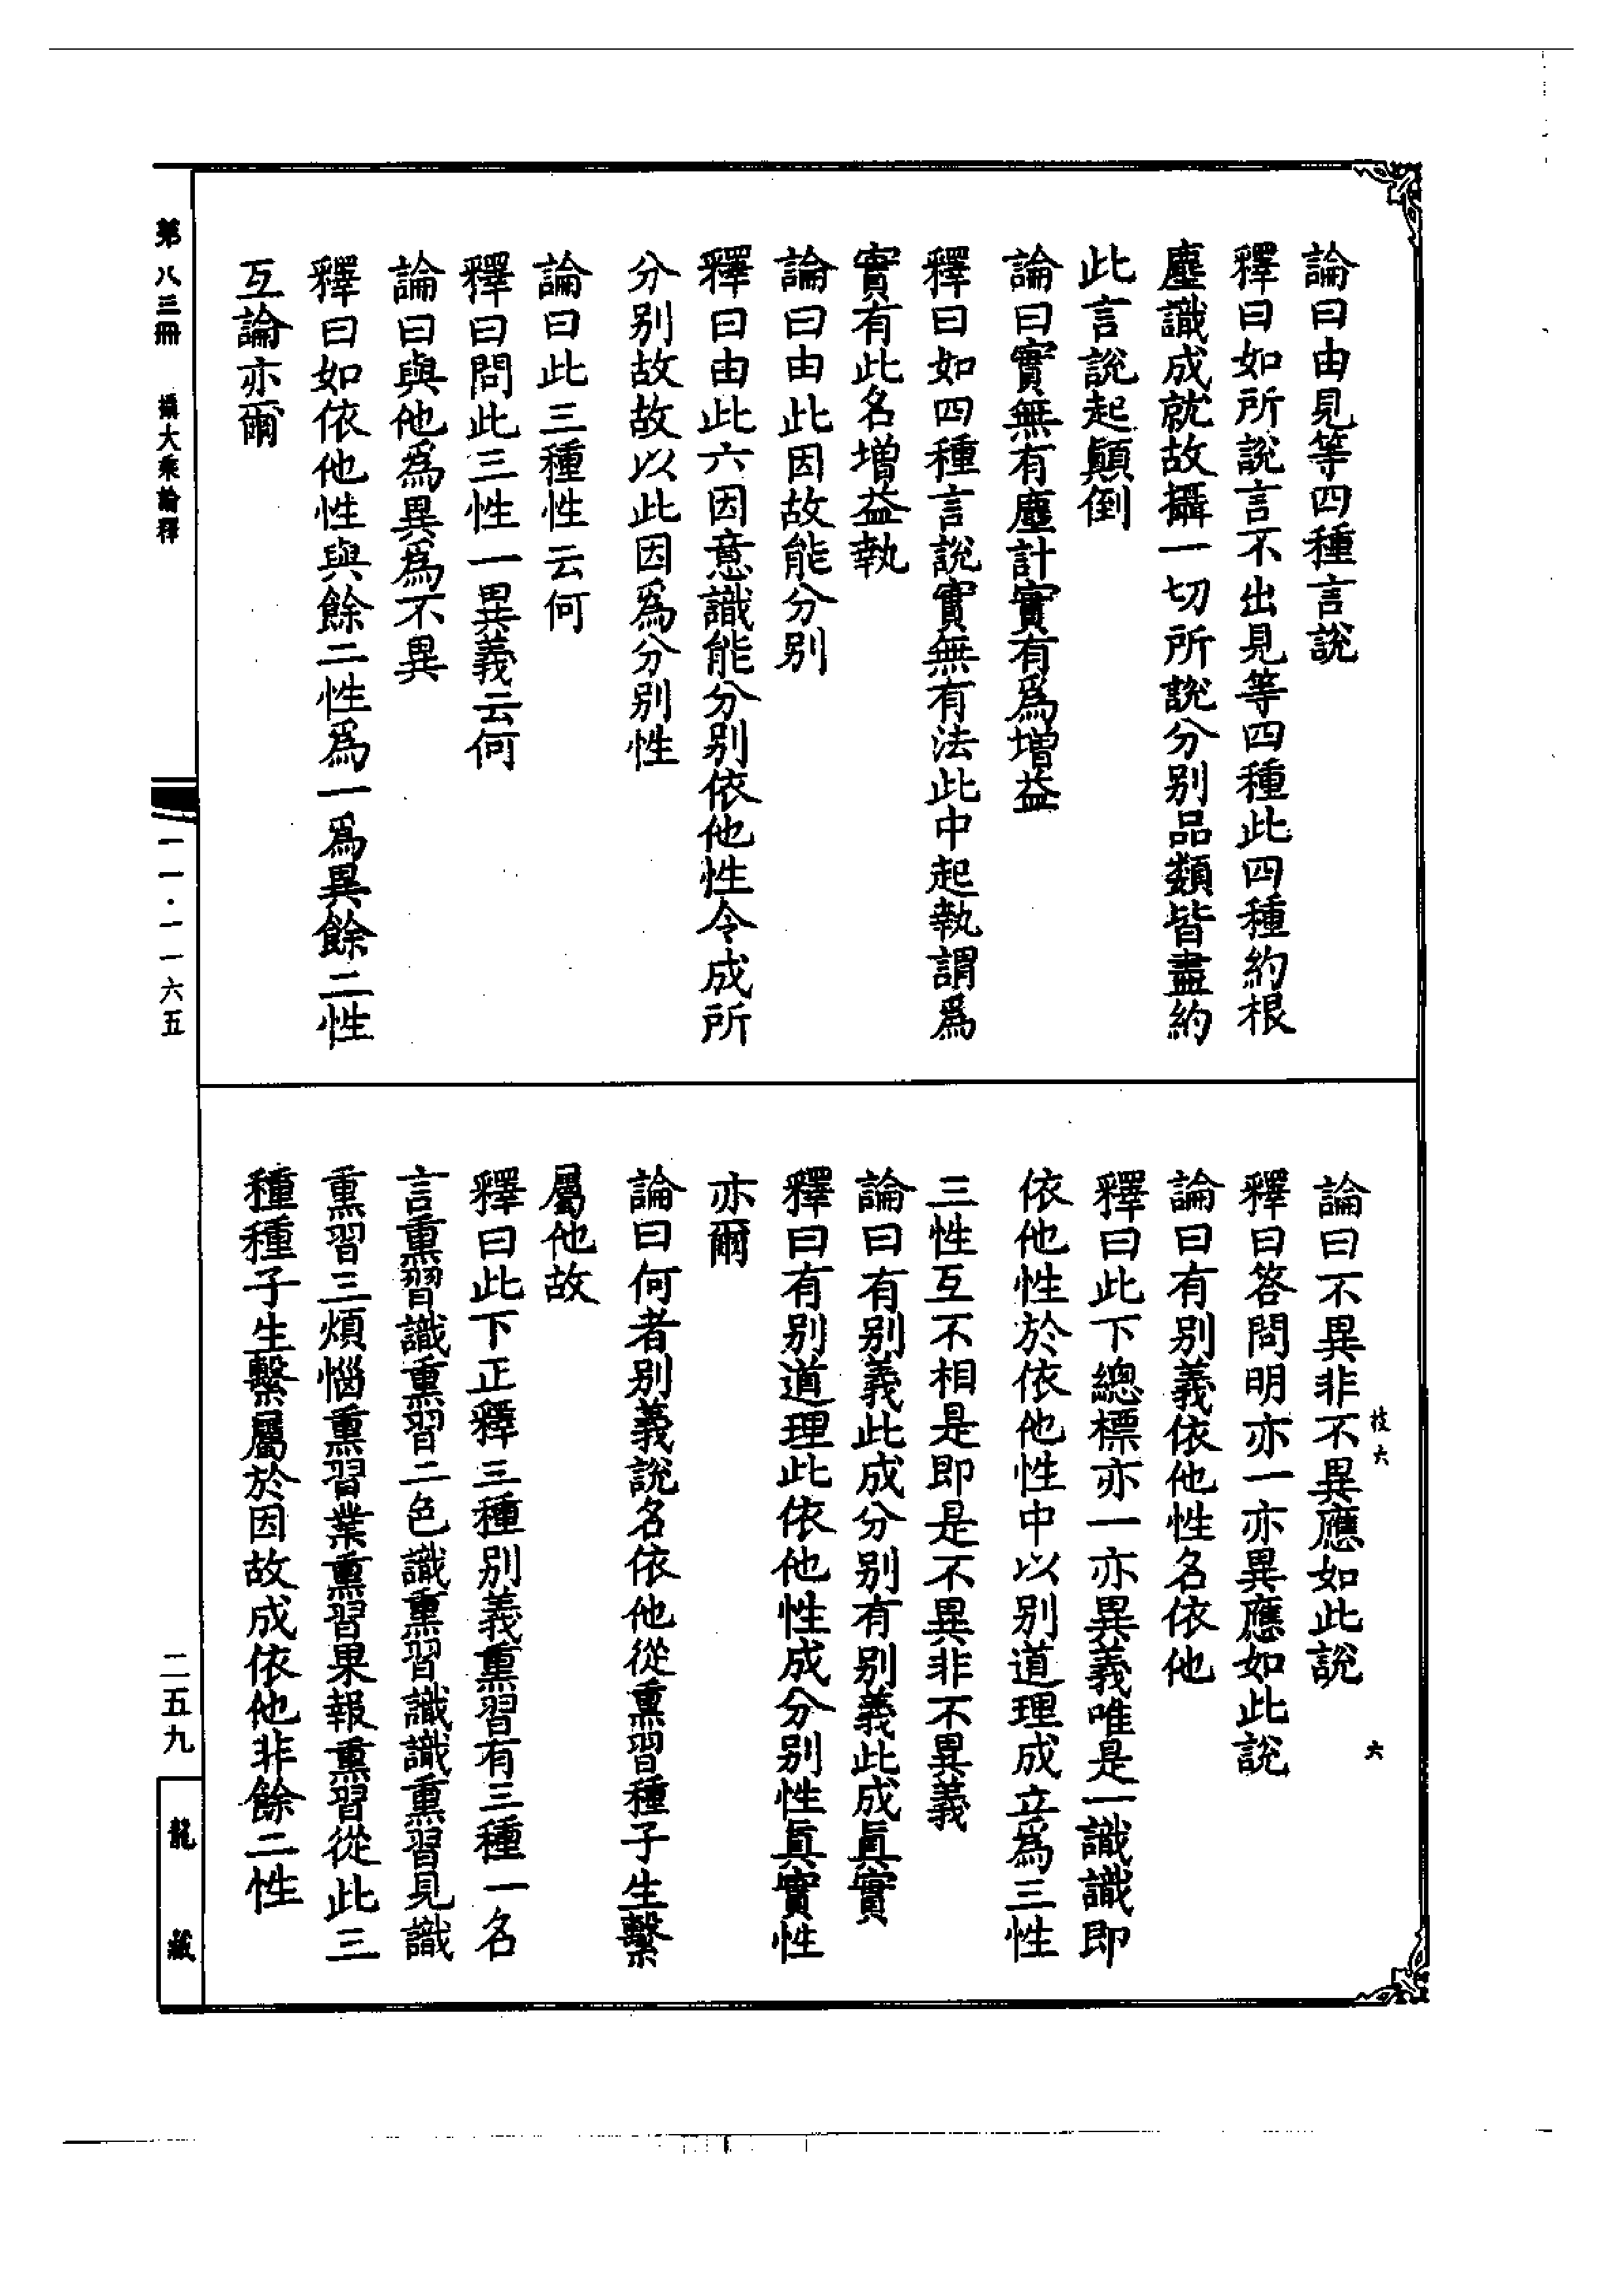 論曰由見等四種言說
釋曰如所說言不出見等四種此四種約根
塵識成就故攝一切所說分别品類皆盡約
此言說起顛倒
論曰實無有塵計實有爲增益
釋曰如四種言說實無有法此中起執謂爲
實有此名增益執
論曰由此因故能分别
釋曰由此六因意識能分别依他性令成所
分别故故以此因爲分别性
論曰此三種性云何
釋曰問此三性一異義云何
論曰與他爲異爲不異
釋曰如依他性與餘二性爲一爲異餘二性
互論亦爾
論曰不異非不異應如此說
釋曰答問明亦一亦異應如此說
論曰有别義依他性名依他
釋曰此下總標亦一亦異義唯是一識識即
依他性於依他性中以别道理成立為三性
三性互不相是即是不異非不異義
論曰有别義此成分别有别義此成眞實
釋曰有别道理此依他性成分别性眞實性
亦爾
論曰何者别義說名依他從熏習種子生繫
屬他故
釋曰此下正釋三種别義熏習有三種一名
言熏習識熏習二色識熏習識識熏習見識
熏習三煩惱熏習業熏習果報熏習從此三
種種子生繫屬於因故成依他非餘二性
技六
六
第八三冊
攝大乘論釋
一一·一一六五
二五九
龍藏